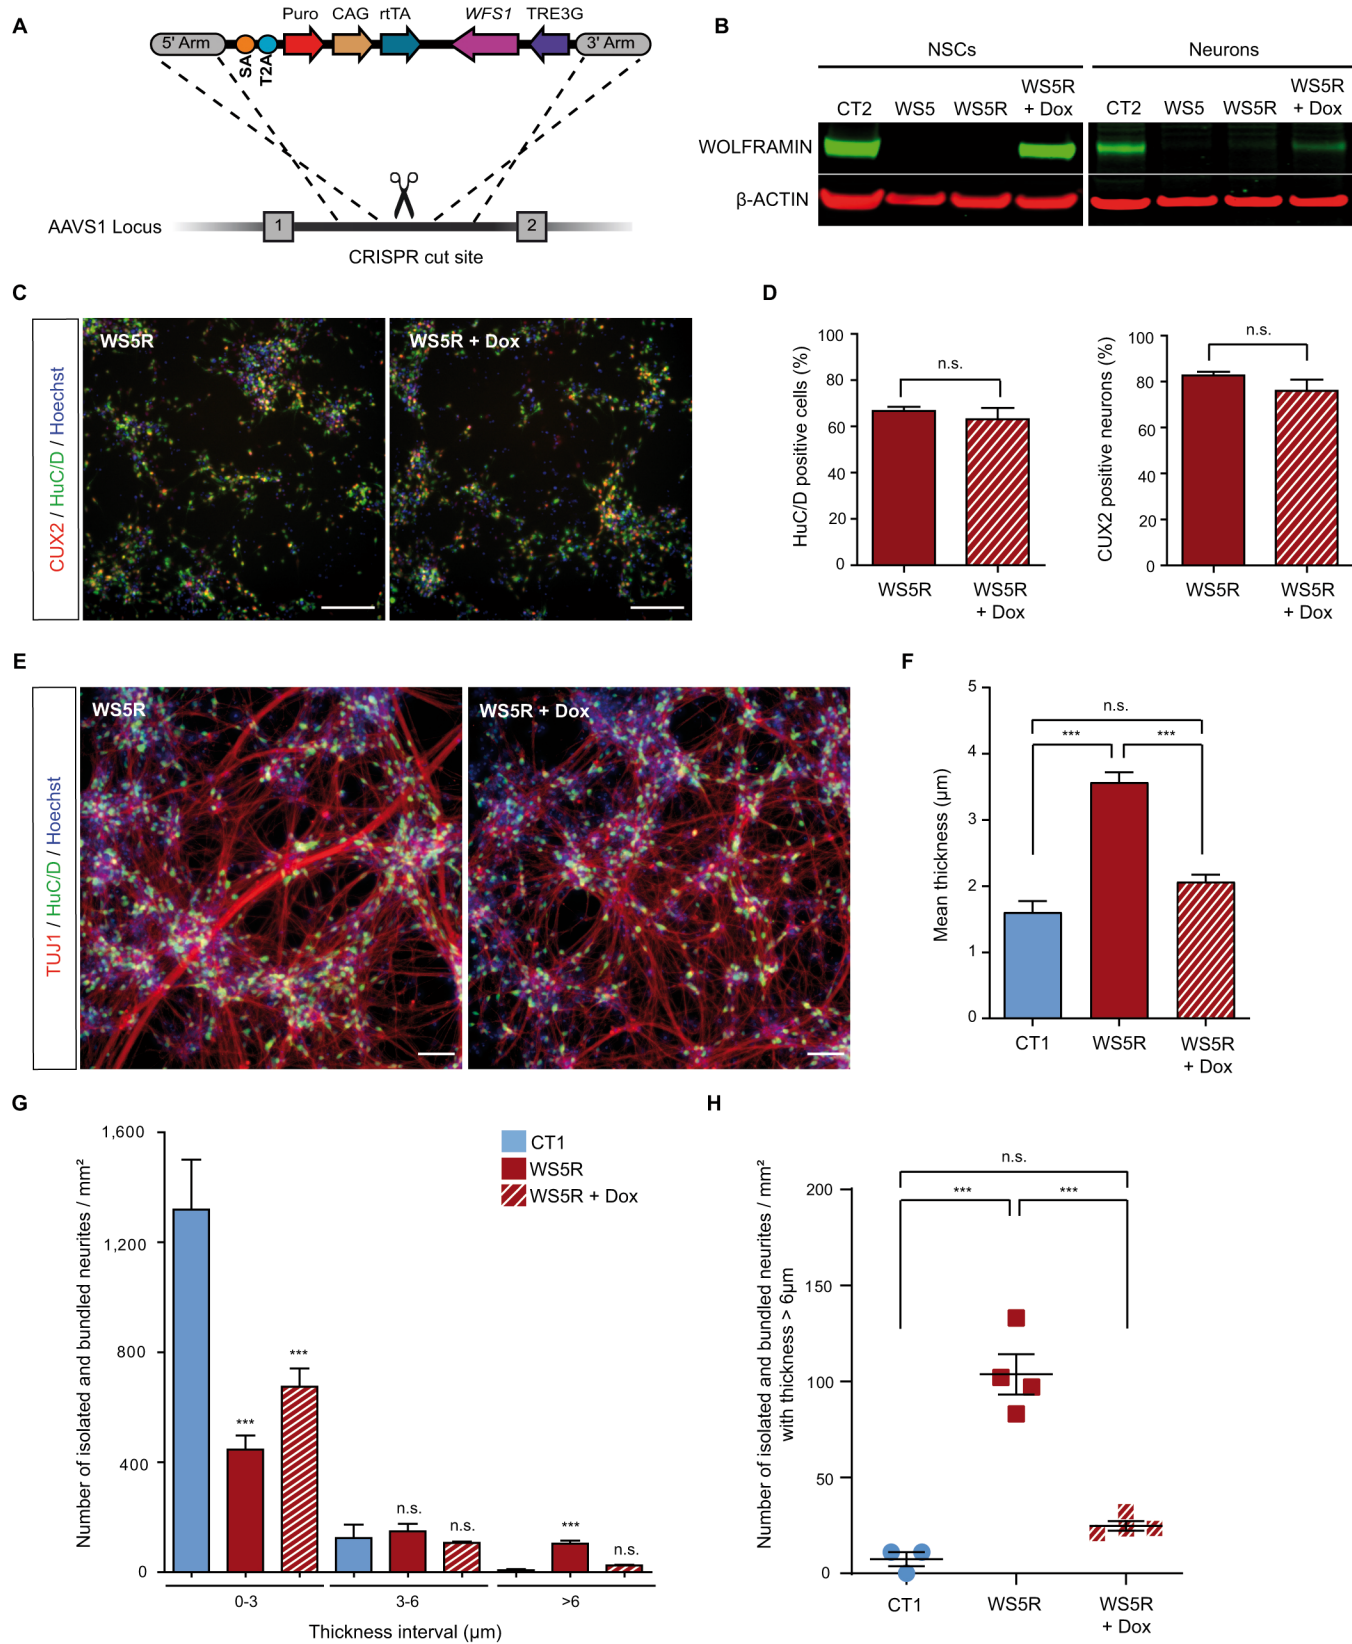 A
Puro CAG rtTA WFS1 TRE3G
5' Arm
3' Arm
SA
T2A
AAVS1 Locus
1
2
CRISPR cut site
B
NSCs
Neurons
CT2 WS5 WS5R WS5R + Dox
CT2 WS5 WS5R WS5R + Dox
WOLFRAMIN
β-ACTIN
C
CUX2 / HuC/D / Hoechst
WS5R
WS5R + Dox
D
HuC/D positive cells (%)
100
80
60
40
20
0
n.s.
WS5R
WS5R
+ Dox
CUX2 positive neurons (%)
100
80
60
40
20
0
n.s.
WS5R
WS5R
+ Dox
E
TUJ1 / HuC/D / Hoechst
WS5R
WS5R + Dox
F
Mean thickness (µm)
5
4
3
2
1
0
n.s.
*** ***
CT1
WS5R
WS5R
+ Dox
G
Number of isolated and bundled neurites / mm²
1,600
1,200
800
400
0
CT1
WS5R
WS5R + Dox
***
***
n.s.
n.s.
***
n.s.
0-3
3-6
>6
Thickness interval (µm)
H
Number of isolated and bundled neurites / mm²
with thickness > 6µm
200
150
100
50
0
n.s.
*** ***
CT1
WS5R
WS5R
+ Dox